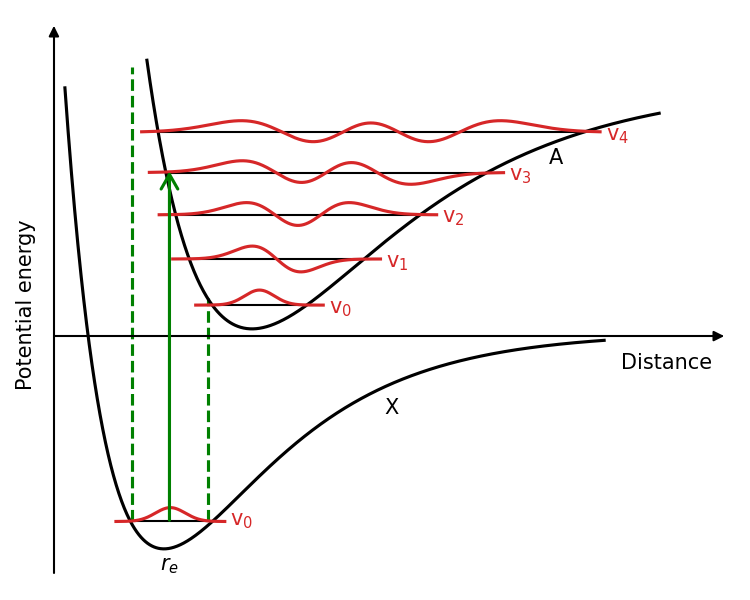 v₄
A
v₃
v₂
v₁
v₀
Potential energy
Distance
X
v₀
rₑ